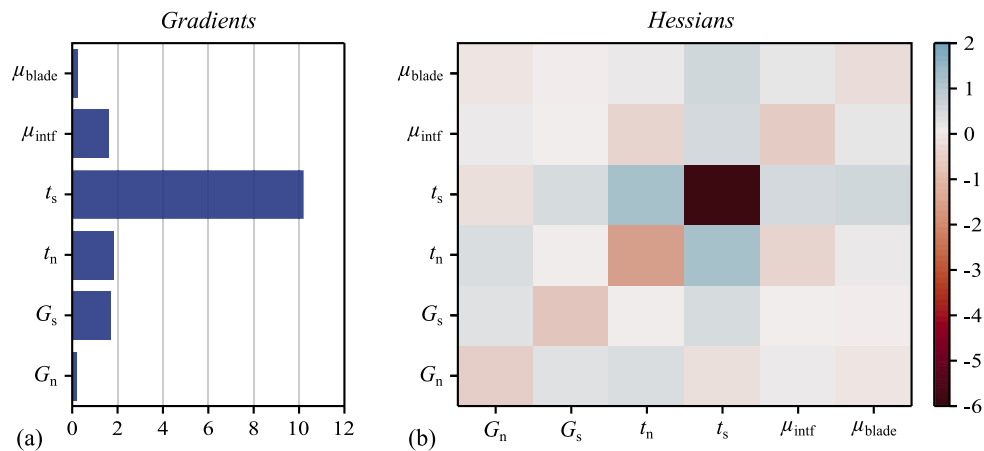 Gradients
μblade
μintf
ts
tn
Gs
Gn
0 2 4 6 8 10 12
(a)
Hessians
μblade
μintf
ts
tn
Gs
Gn
Gn Gs tn ts μintf μblade
(b)
2
1
0
-1
-2
-3
-4
-5
-6